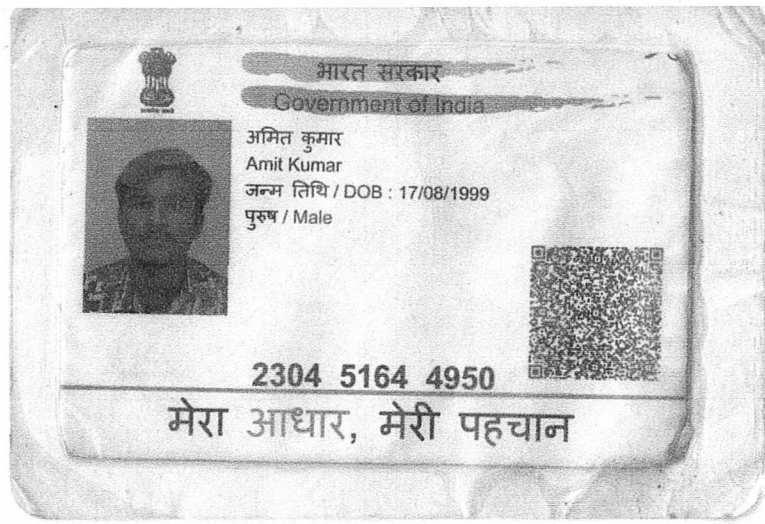 भारत सरकार
Government of India
अमित कुमार
Amit Kumar
जन्म तिथि / DOB : 17/08/1999
पुरुष / Male
2304 5164 4950
मेरा आधार, मेरी पहचान